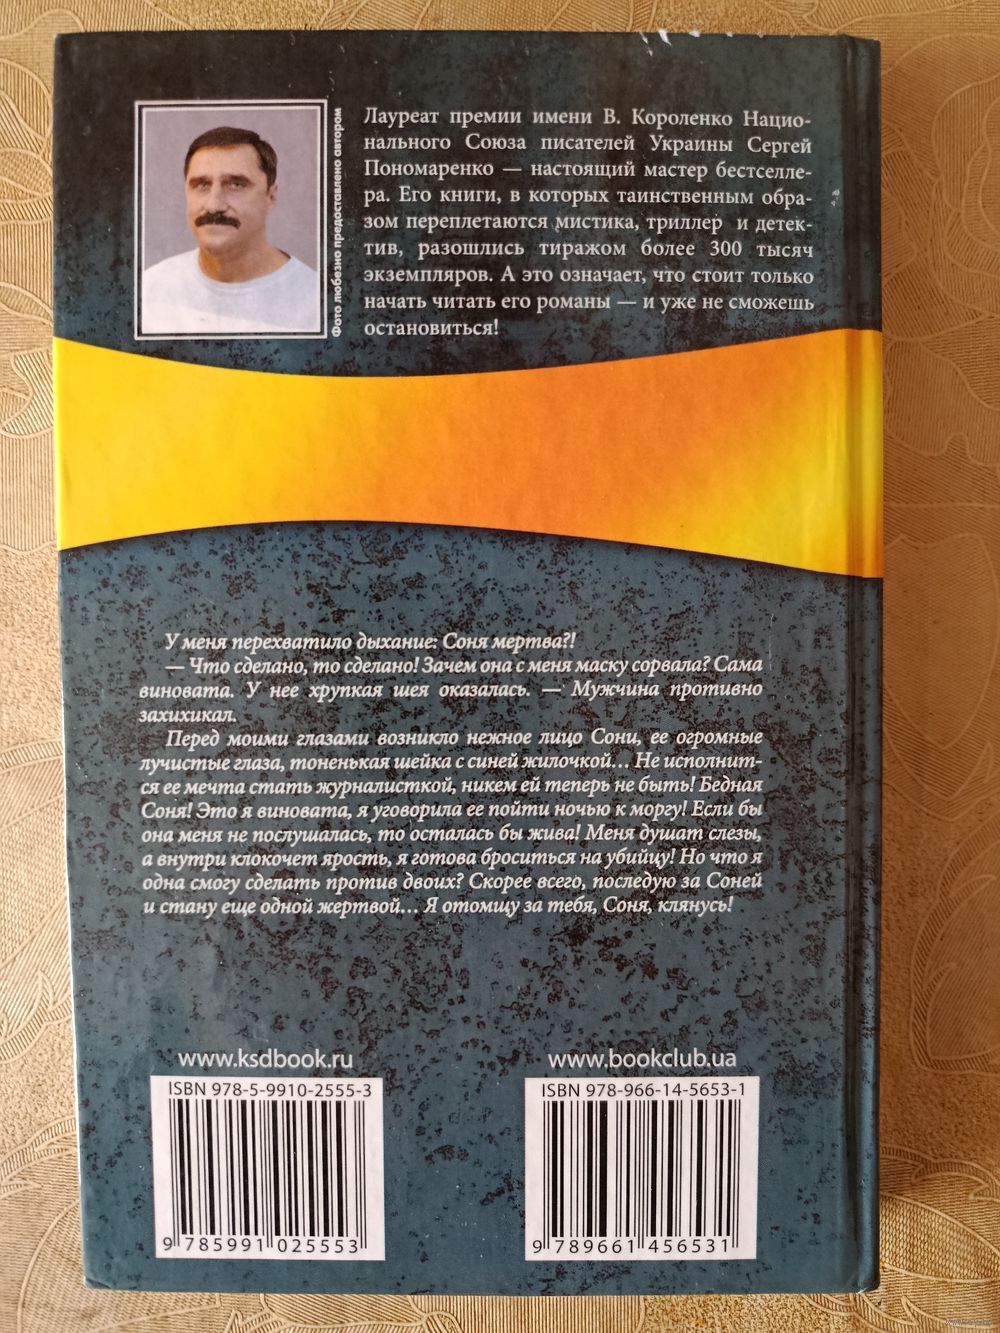 Лауреат премии имени В. Короленко Нацио-
нального Союза писателей Украины Сергей
Пономаренко — настоящий мастер бестселле-
ра. Его книги, в которых таинственным обра-
зом переплетаются мистика, триллер и детек-
тив, разошлись тиражом более 300 тысяч
экземпляров. А это означает, что стоит только
начать читать его романы — и уже не сможешь
остановиться!
Фото любезно предоставлено автором
У меня перехватило дыхание: Соня мертва?!
— Что сделано, то сделано! Зачем она с меня маску сорвала? Сама
виновата. У нее хрупкая шея оказалась. — Мужчина противно
захихикал.
Перед моими глазами возникло нежное лицо Сони, ее огромные
лучистые глаза, тоненькая шейка с синей жилочкой... Не исполнит-
ся ее мечта стать журналисткой, никем ей теперь не быть! Бедная
Соня! Это я виновата, я уговорила ее пойти ночью к моргу! Если бы
она меня не послушалась, то осталась бы жива! Меня душат слезы,
а внутри клокочет ярость, я готова броситься на убийцу! Но что я
одна смогу сделать против двоих? Скорее всего, последую за Соней
и стану еще одной жертвой... Я отомщу за тебя, Соня, клянусь!
www.ksdbook.ru
ISBN 978-5-9910-2555-3
9 785991 025553
www.bookclub.ua
ISBN 978-966-14-5653-1
9 789661 456531